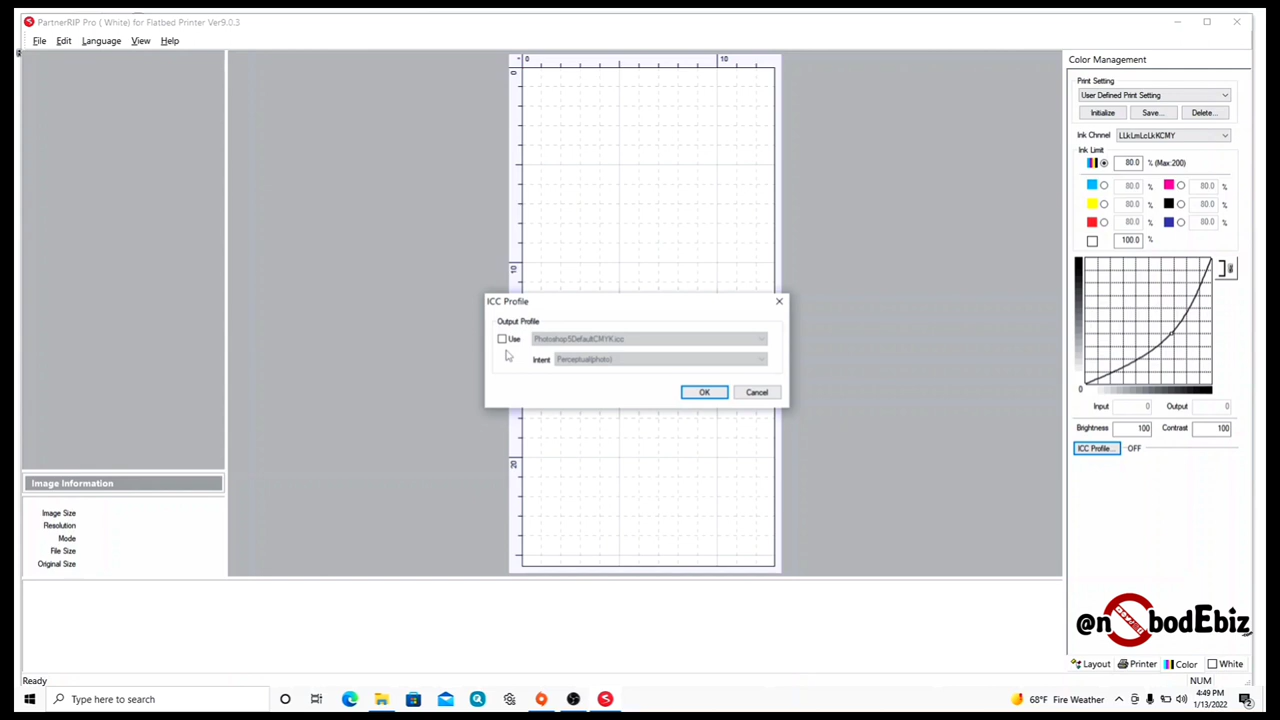 PartnerRIP Pro ( White) for Flatbed Printer Ver9.0.3
File Edit Language View Help
0 10
0
10
20
Color Management
Print Setting
User Defined Print Setting
Initialize Save... Delete...
Ink Chnnel LLkLmLcLkKCMY
Ink Limit
80.0 % (Max:200)
80.0 % 80.0 %
80.0 % 80.0 %
80.0 % 80.0 %
100.0 %
0
Input 0 Output 0
Brightness 100 Contrast 100
ICC Profile... OFF
ICC Profile
Output Profile
Use Photoshop5DefaultCMYK.icc
Intent Perceptual(photo)
OK Cancel
Image Information
Image Size
Resolution
Mode
File Size
Original Size
@n bodEbiz
Layout Printer Color White
Ready
NUM
Type here to search
68°F Fire Weather
4:49 PM
1/13/2022
2